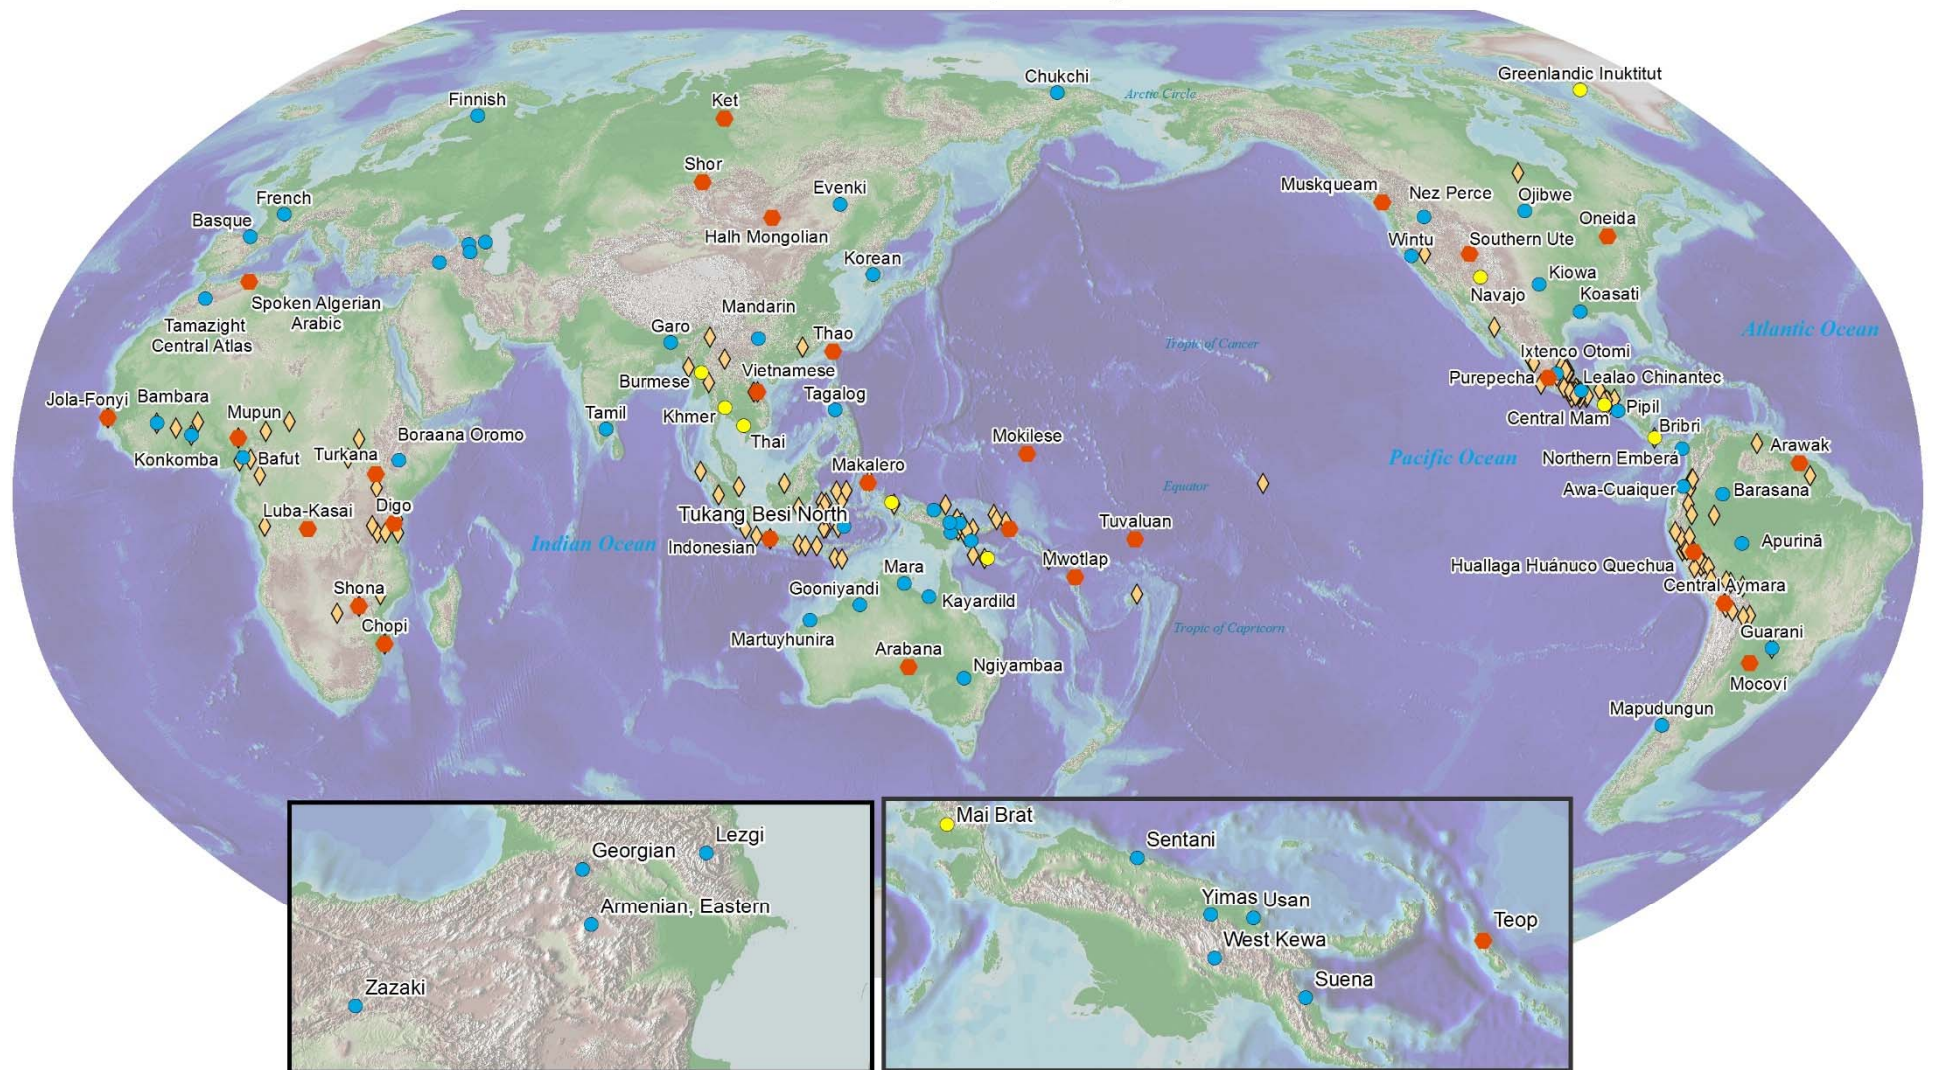 Greenlandic Inuktitut
Chukchi
Arctic Circle
Finnish
Ket
Shor
Evenki
French
Basque
Halh Mongolian
Korean
Muskqueam
Nez Perce
Ojibwe
Oneida
Wintu
Southern Ute
Kiowa
Navajo
Koasati
Spoken Algerian
Arabic
Tamazight
Central Atlas
Garo
Mandarin
Thao
Tropic of Cancer
Atlantic Ocean
Ixtenco Otomi
Burmese
Vietnamese
Purepecha
Lealao Chinantec
Jola-Fonyi
Bambara
Mupun
Tamil
Khmer
Tagalog
Central Mam
Pipil
Thai
Bribri
Boraana Oromo
Turkana
Konkomba
Bafut
Mokilese
Pacific Ocean
Northern Emberá
Arawak
Makalero
Equator
Awa-Cuaiquer
Barasana
Luba-Kasai
Digo
Tukang Besi North
Tuvaluan
Indian Ocean
Indonesian
Apurinã
Mwotlap
Huallaga Huánuco Quechua
Mara
Central Aymara
Shona
Gooniyandi
Kayardild
Chopi
Martuyhunira
Tropic of Capricorn
Guarani
Arabana
Ngiyambaa
Mocoví
Mapudungun
Lezgi
Georgian
Armenian, Eastern
Zazaki
Mai Brat
Sentani
Yimas
Usan
Teop
West Kewa
Suena